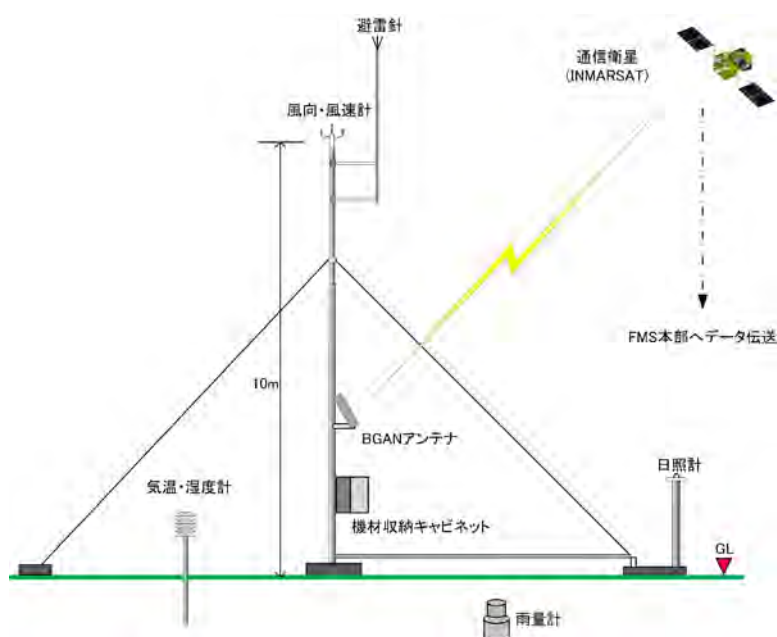 避雷針
通信衛星
(INMARSAT)
風向・風速計
FMS本部へデータ伝送
10m
BGANアンテナ
日照計
気温・湿度計
機材収納キャビネット
GL
雨量計